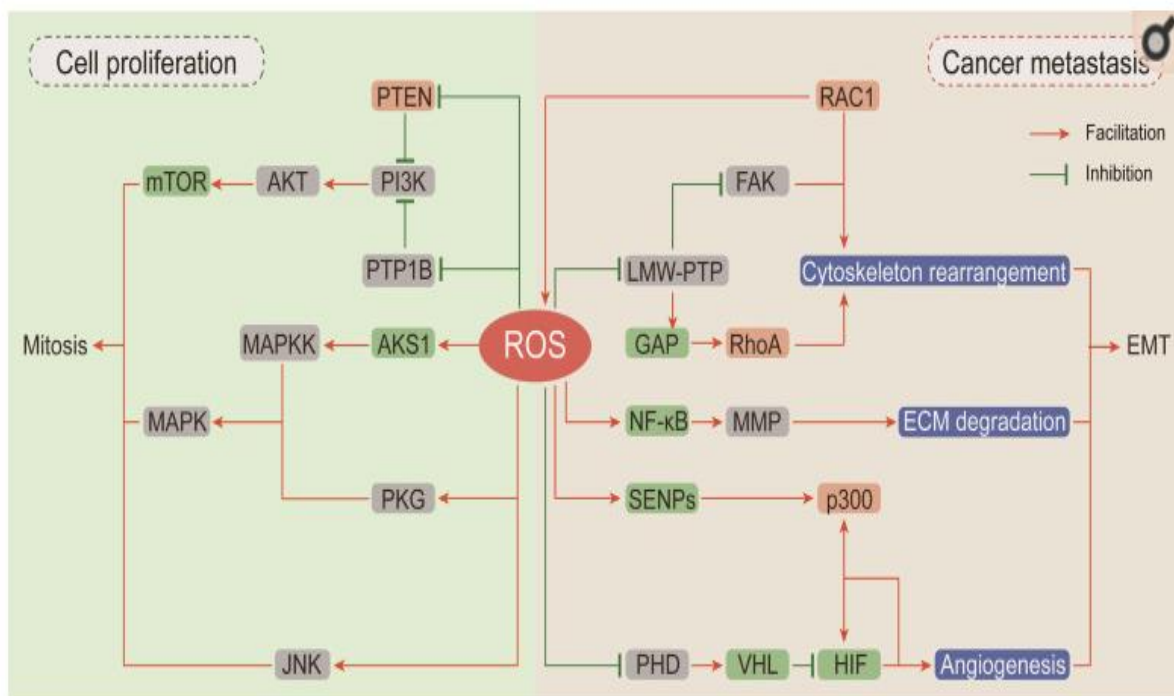 Cell proliferation
Cancer metastasis
PTEN
RAC1
Facilitation
mTOR
AKT
PI3K
FAK
Inhibition
PTP1B
LMW-PTP
Cytoskeleton rearrangement
Mitosis
MAPKK
AKS1
ROS
GAP
RhoA
EMT
MAPK
NF-κB
MMP
ECM degradation
PKG
SENPs
p300
JNK
PHD
VHL
HIF
Angiogenesis